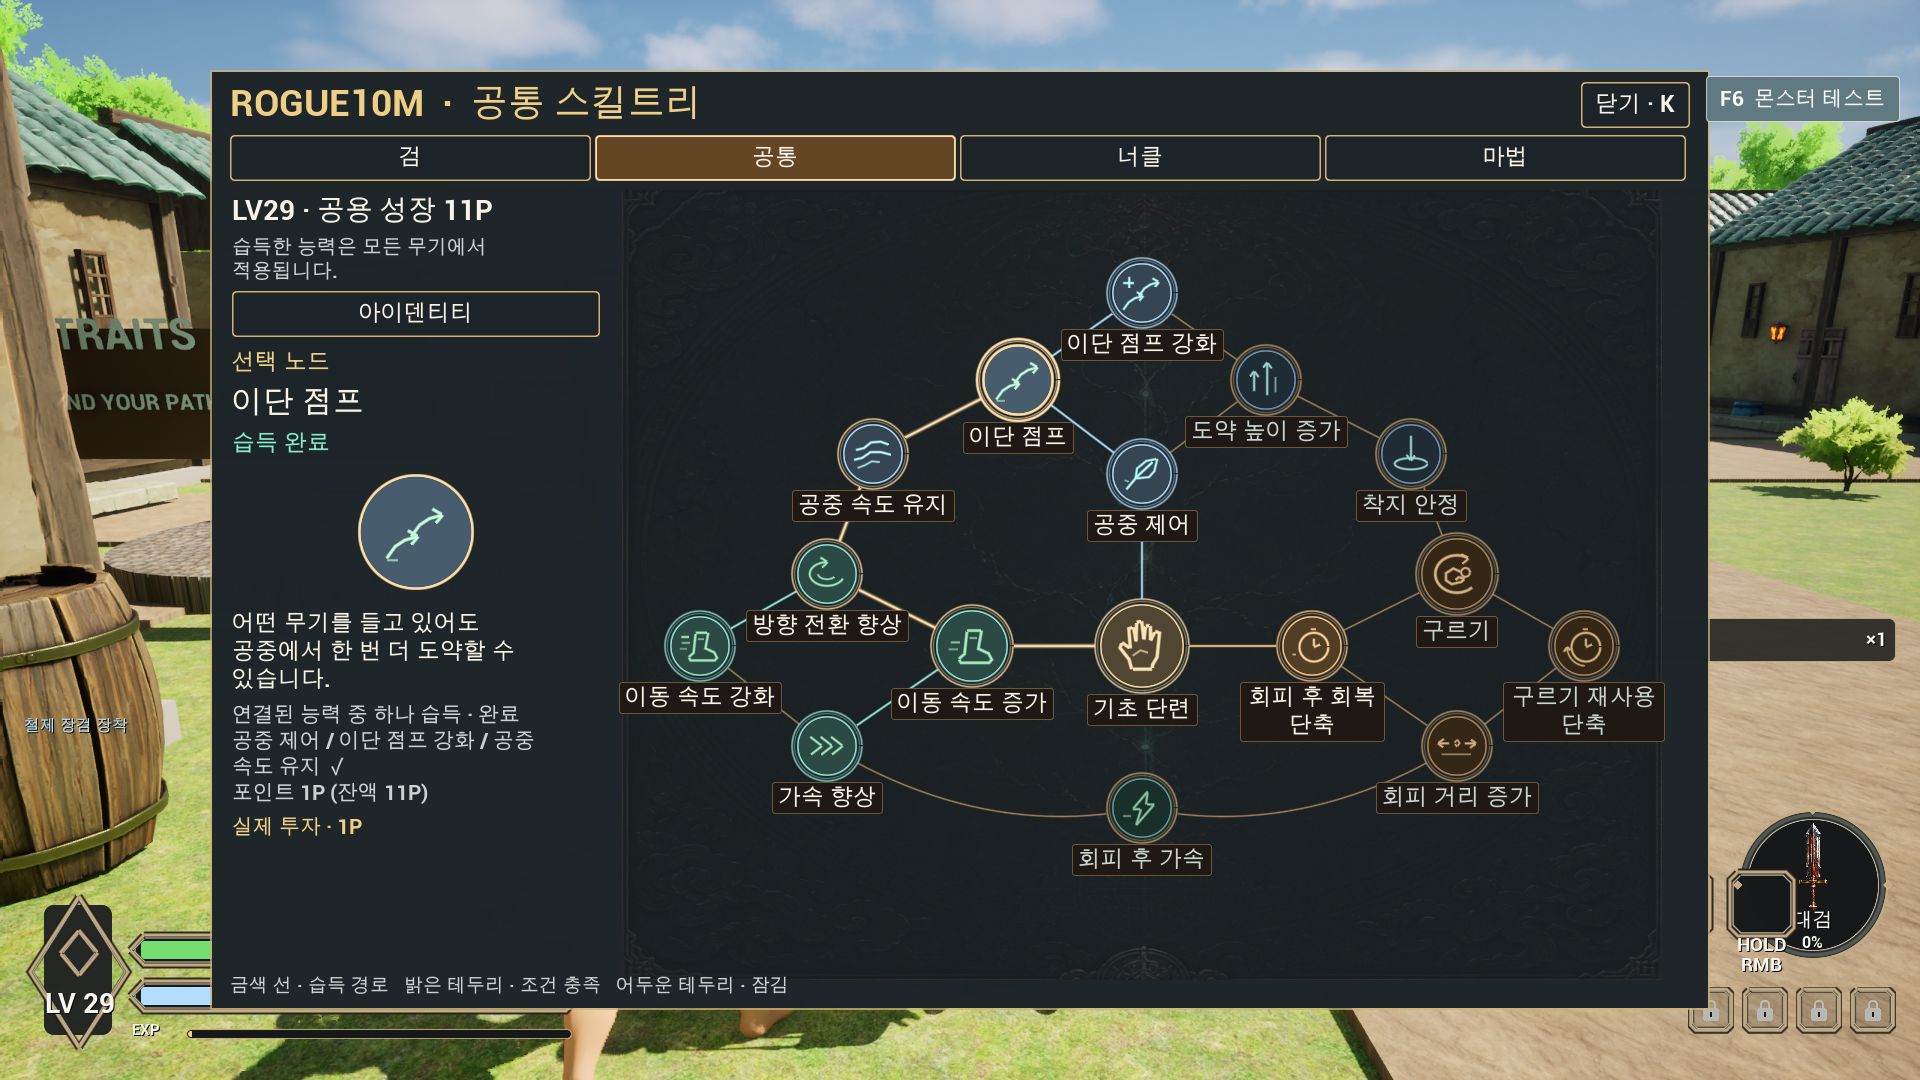 ROGUE10M · 공통 스킬트리
닫기 · K
F6 몬스터 테스트
검
공통
너클
마법
LV29 · 공용 성장 11P
습득한 능력은 모든 무기에서
적용됩니다.
아이덴티티
선택 노드
이단 점프
습득 완료
어떤 무기를 들고 있어도
공중에서 한 번 더 도약할 수
있습니다.
연결된 능력 중 하나 습득 · 완료
공중 제어 / 이단 점프 강화 / 공중
속도 유지 √
포인트 1P (잔액 11P)
실제 투자 · 1P
이단 점프 강화
이단 점프
도약 높이 증가
공중 속도 유지
공중 제어
착지 안정
방향 전환 향상
구르기
이동 속도 강화
이동 속도 증가
기초 단련
회피 후 회복
단축
구르기 재사용
단축
가속 향상
회피 거리 증가
회피 후 가속
금색 선 · 습득 경로 밝은 테두리 · 조건 충족 어두운 테두리 · 잠김
TRAITS
ND YOUR PATH
철제 장검 장착
×1
LV 29
EXP
대검
0%
HOLD
RMB